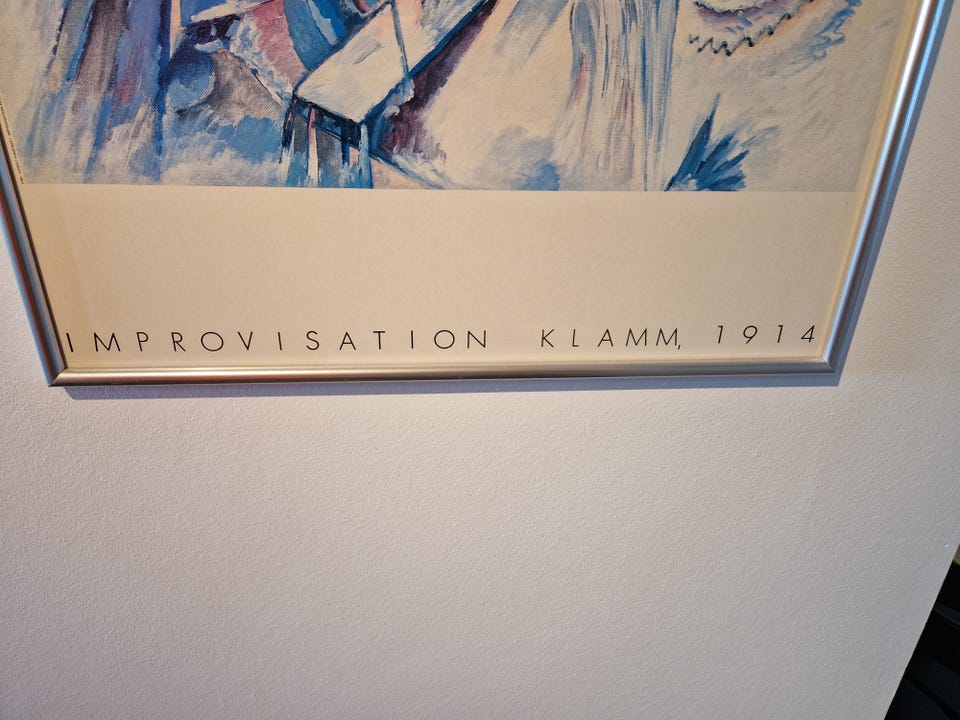 IMPROVISATION KLAMM, 1914